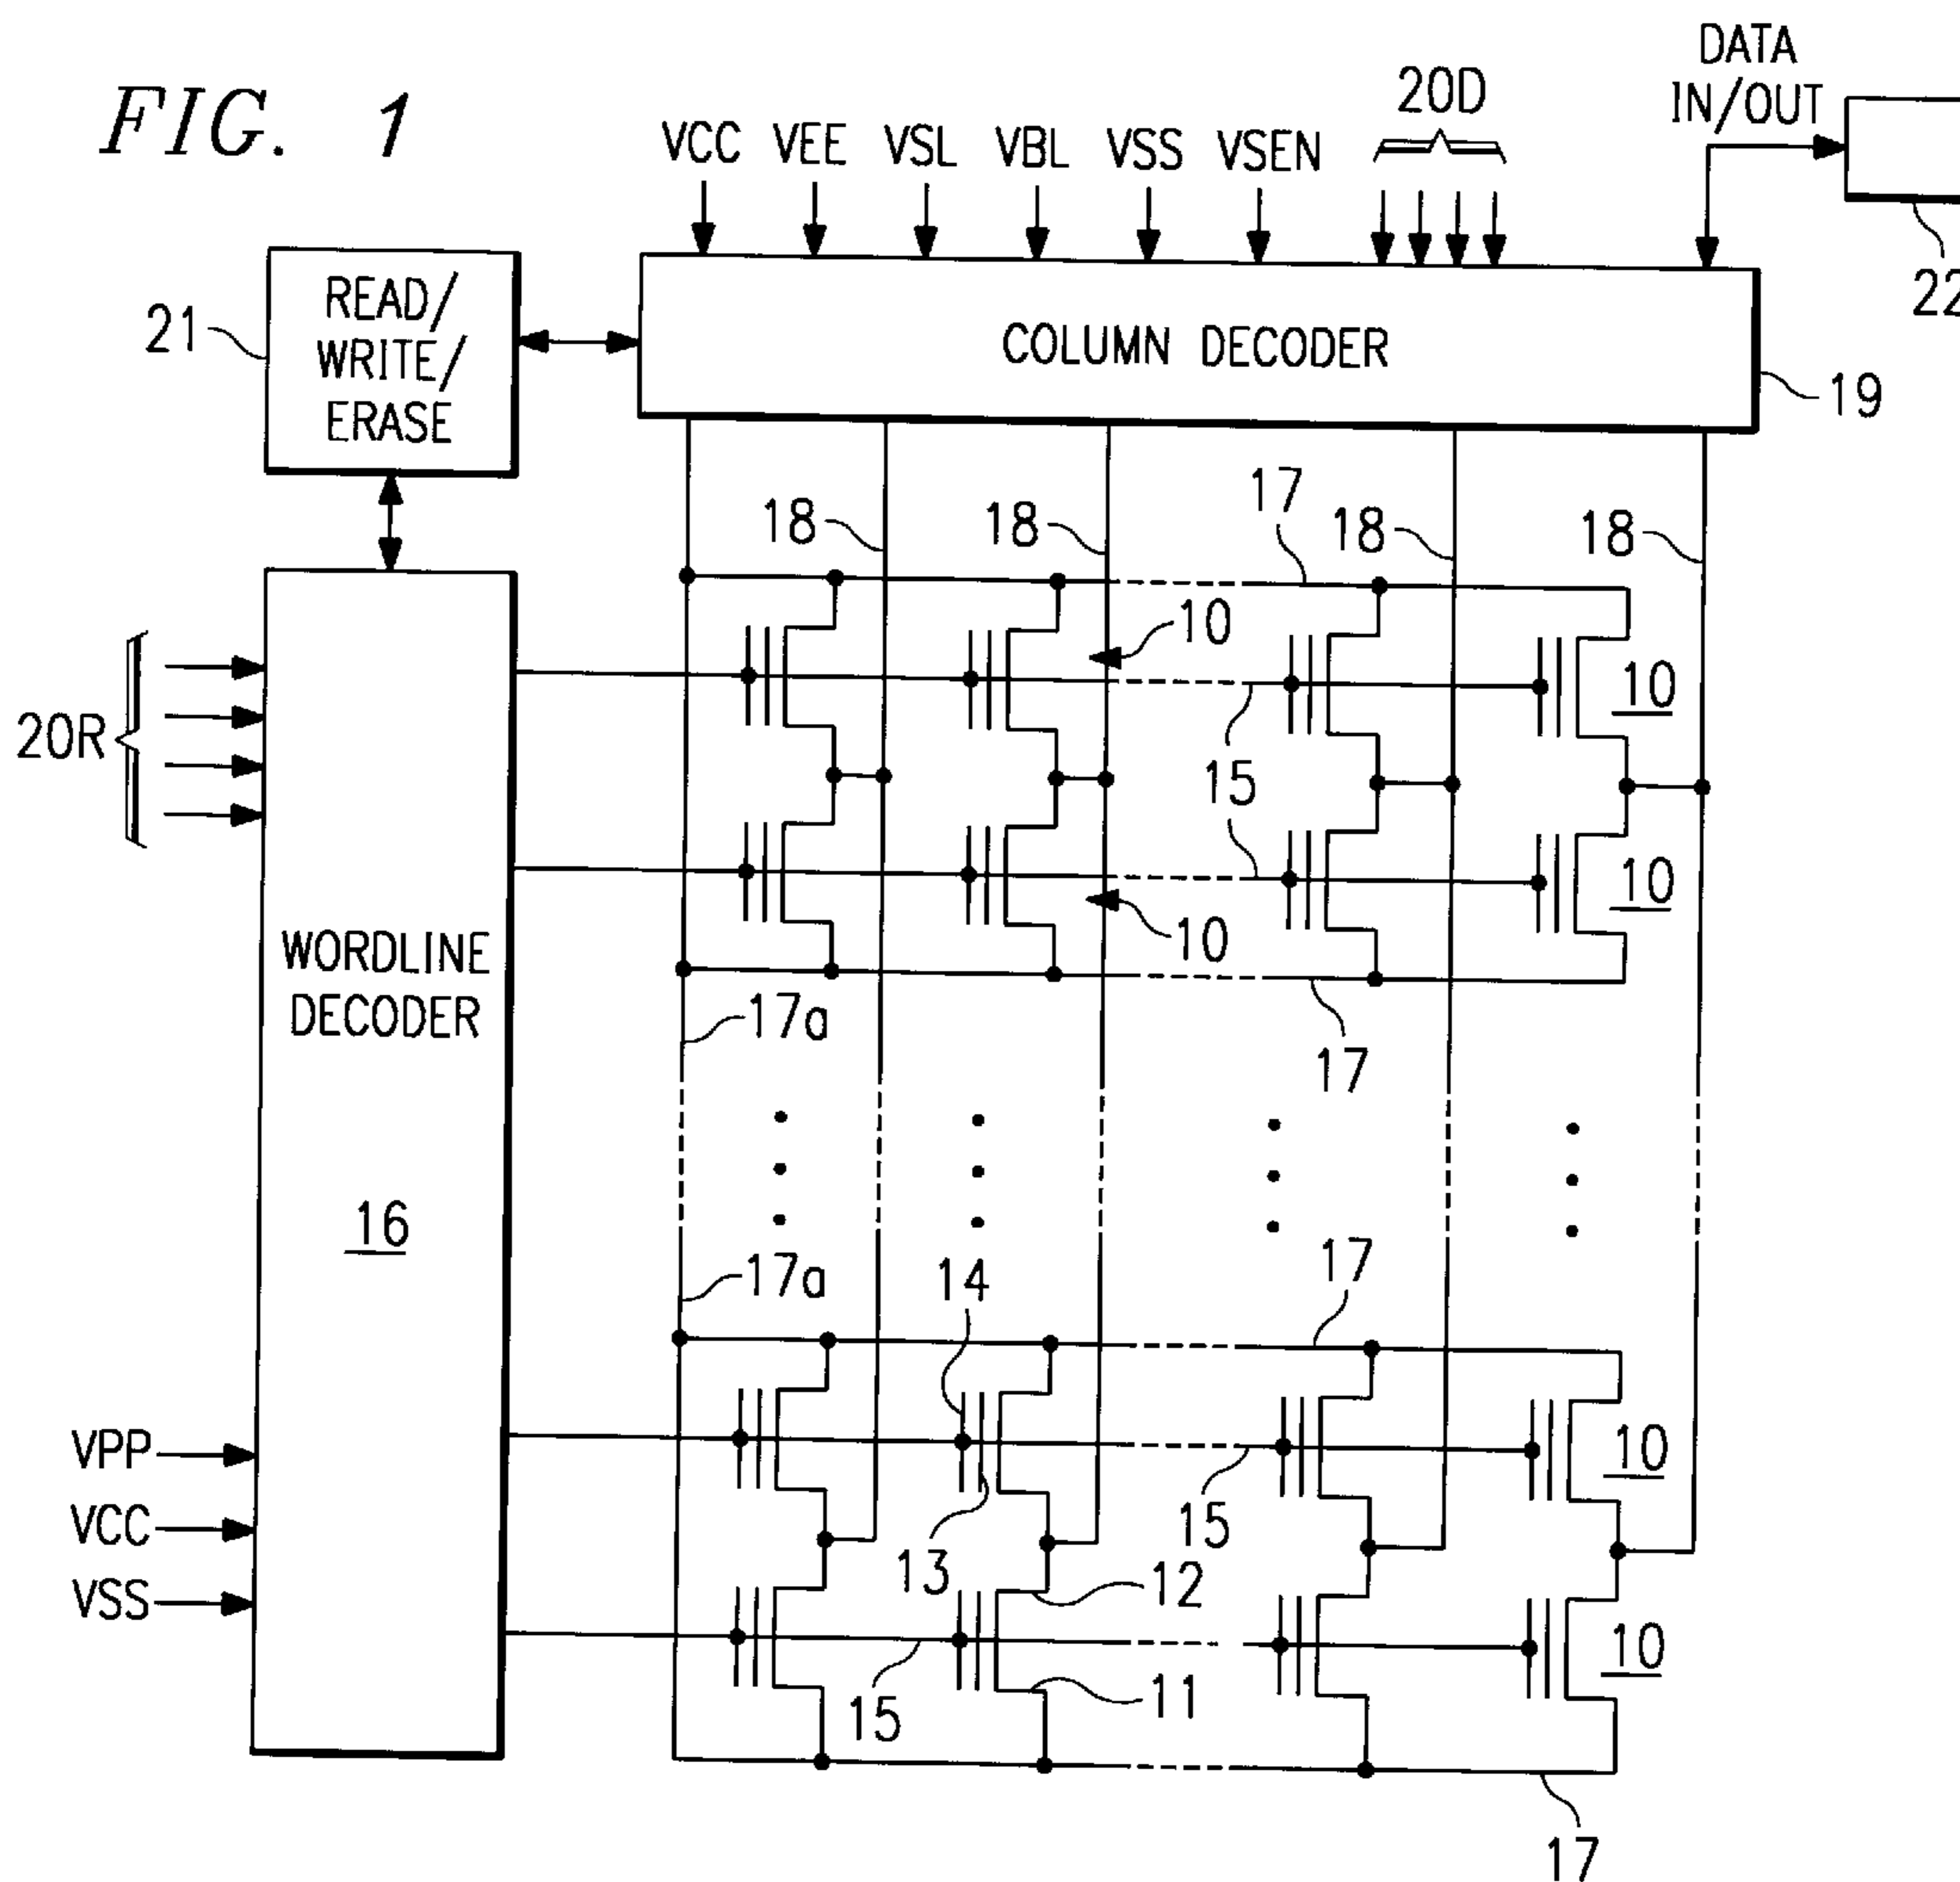 FIG. 1
DATA
IN/OUT
20D
VCC VEE VSL VBL VSS VSEN
22
21
READ/
WRITE/
ERASE
COLUMN DECODER
19
17
18 18 18 18
10
10
20R
15
10
10
WORDLINE
DECODER
17a
17
16
17a
14
17
VPP
10
15
VCC
13
12
VSS
10
15
11
17